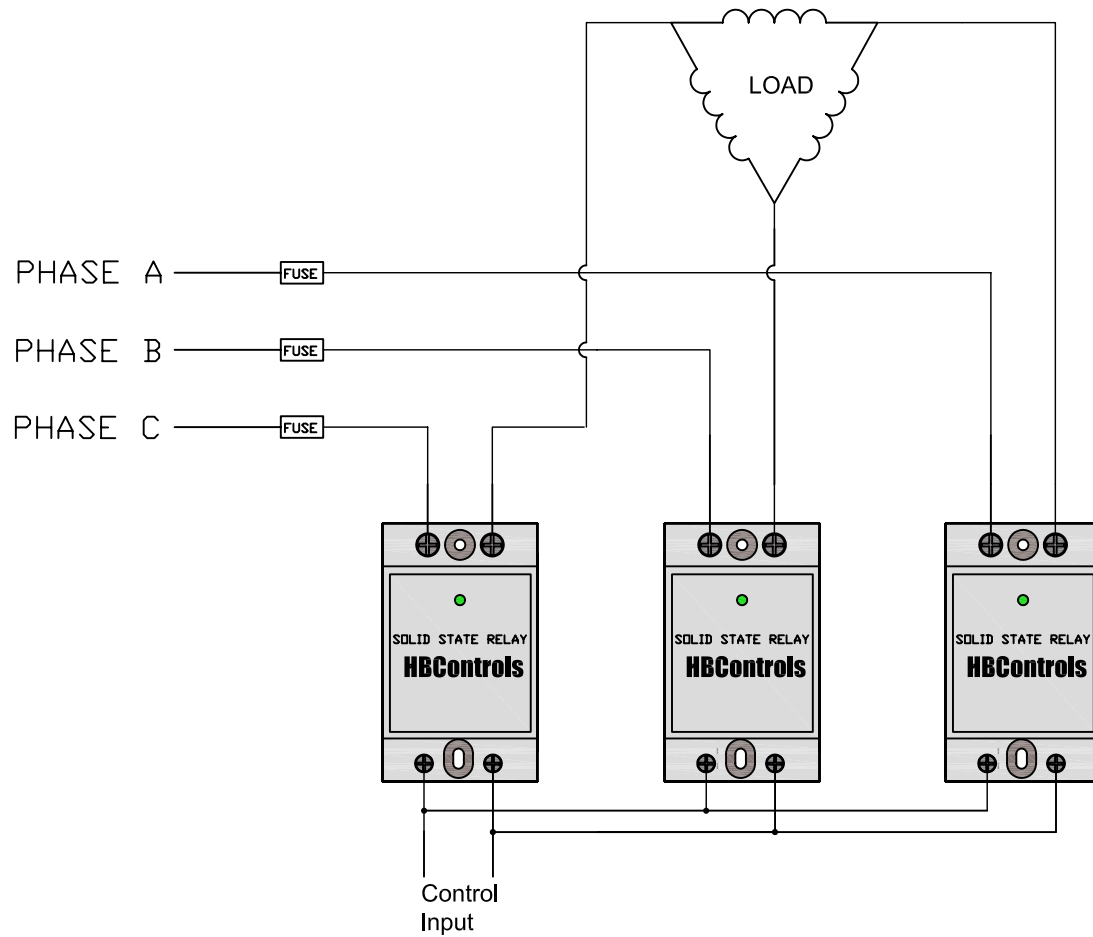 LOAD
PHASE A
FUSE
PHASE B
FUSE
PHASE C
FUSE
SOLID STATE RELAY
HBControls
SOLID STATE RELAY
HBControls
SOLID STATE RELAY
HBControls
Control
Input